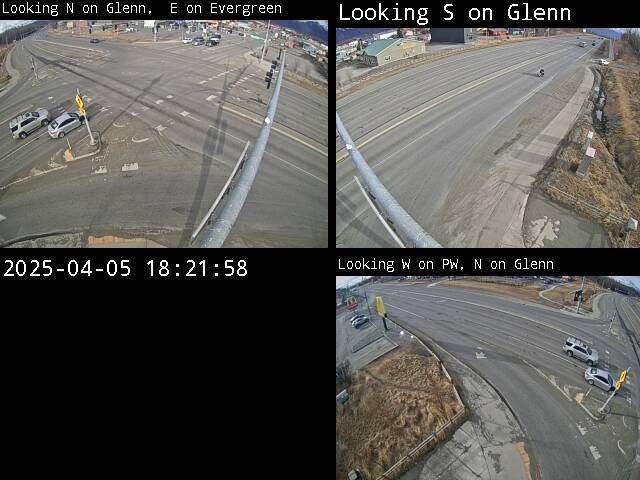 Looking N on Glenn,  E on Evergreen
Looking S on Glenn
2025-04-05 18:21:58
Looking W on PW, N on Glenn